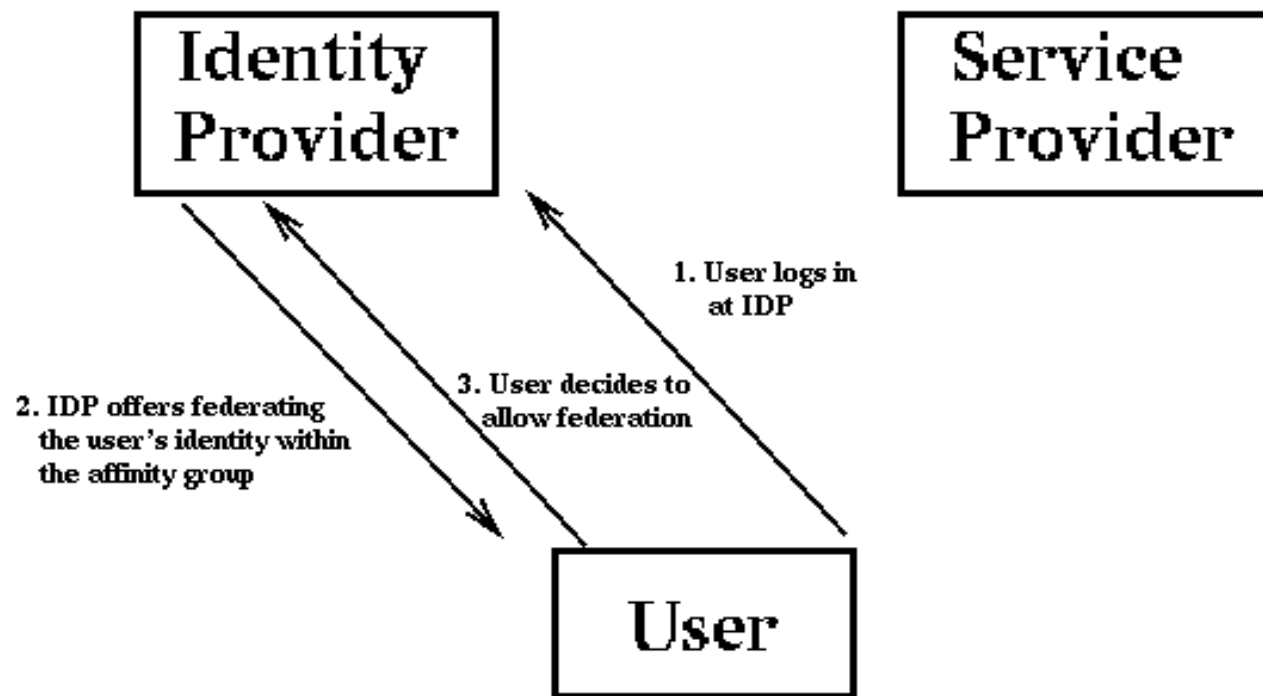 Identity
Provider
Service
Provider
1. User logs in
at IDP
2. IDP offers federating
the user's identity within
the affinity group
3. User decides to
allow federation
User